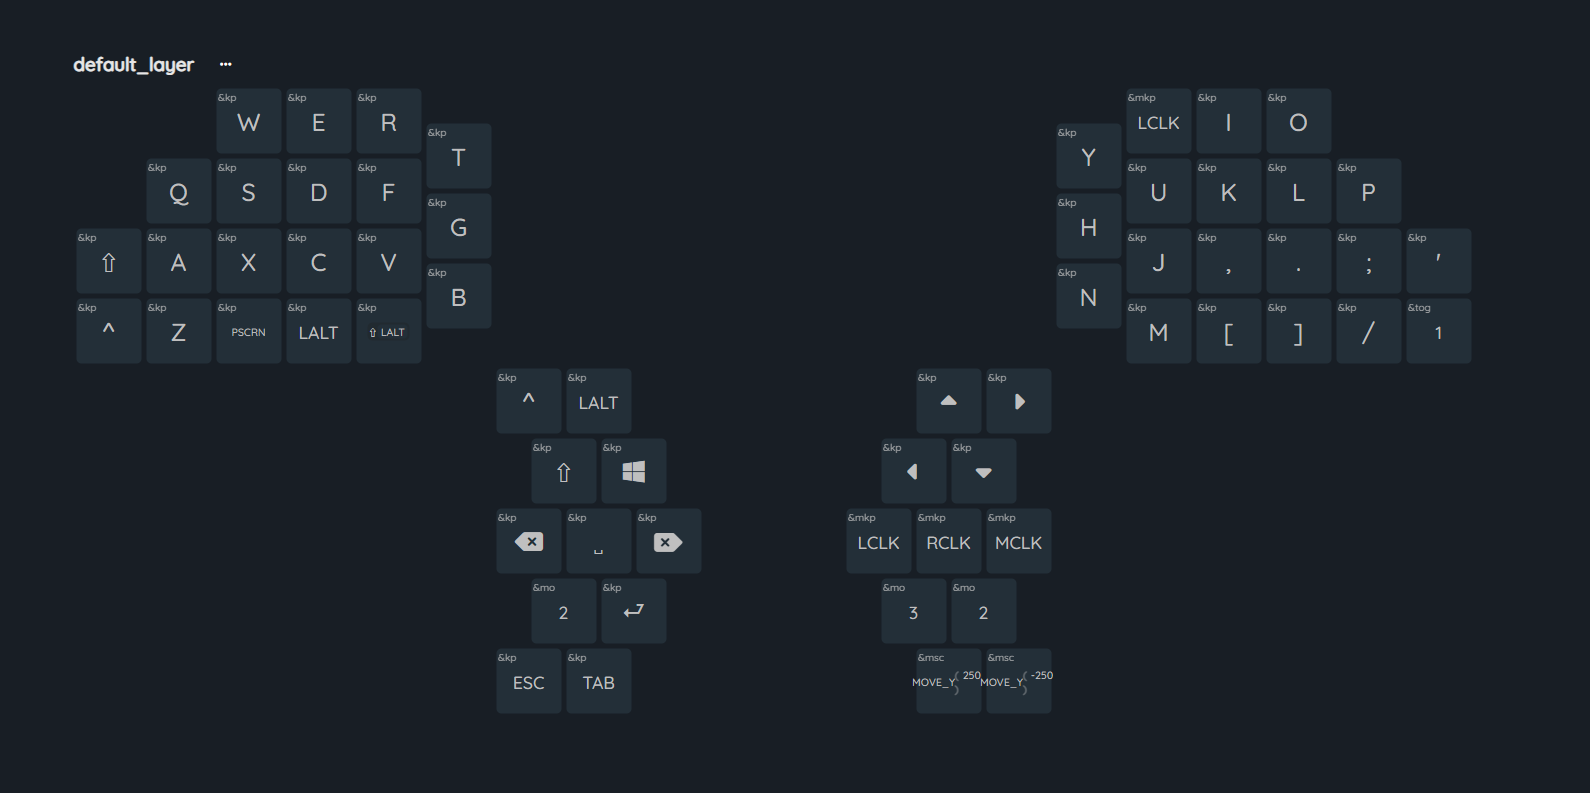 default_layer ...
&kp W &kp E &kp R &mkp LCLK &kp I &kp O
&kp T &kp Y
&kp Q &kp S &kp D &kp F &kp U &kp K &kp L &kp P
&kp G &kp H
&kp ⇧ &kp A &kp X &kp C &kp V &kp J &kp , &kp . &kp ; &kp '
&kp B &kp N
&kp ^ &kp Z &kp PSCRN &kp LALT &kp ⇧ LALT &kp M &kp [ &kp ] &kp / &tog 1
&kp ^ &kp LALT &kp &kp
&kp ⇧ &kp &kp &kp
&kp &kp ␣ &kp &mkp LCLK &mkp RCLK &mkp MCLK
&mo 2 &kp &mo 3 &mo 2
&kp ESC &kp TAB &msc MOVE_Y( 250 ) &msc MOVE_Y( -250 )